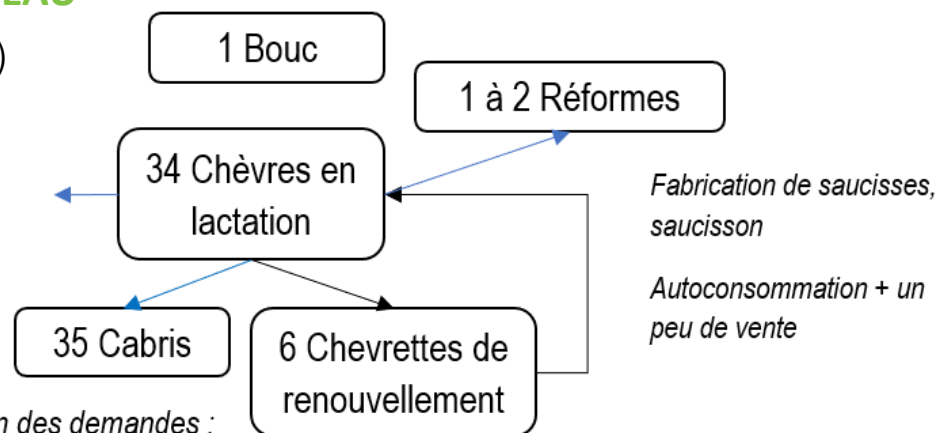 )
1 Bouc
1 à 2 Réformes
34 Chèvres en
lactation
Fabrication de saucisses,
saucisson
Autoconsommation + un
peu de vente
35 Cabris
6 Chevrettes de
renouvellement
des demandes :